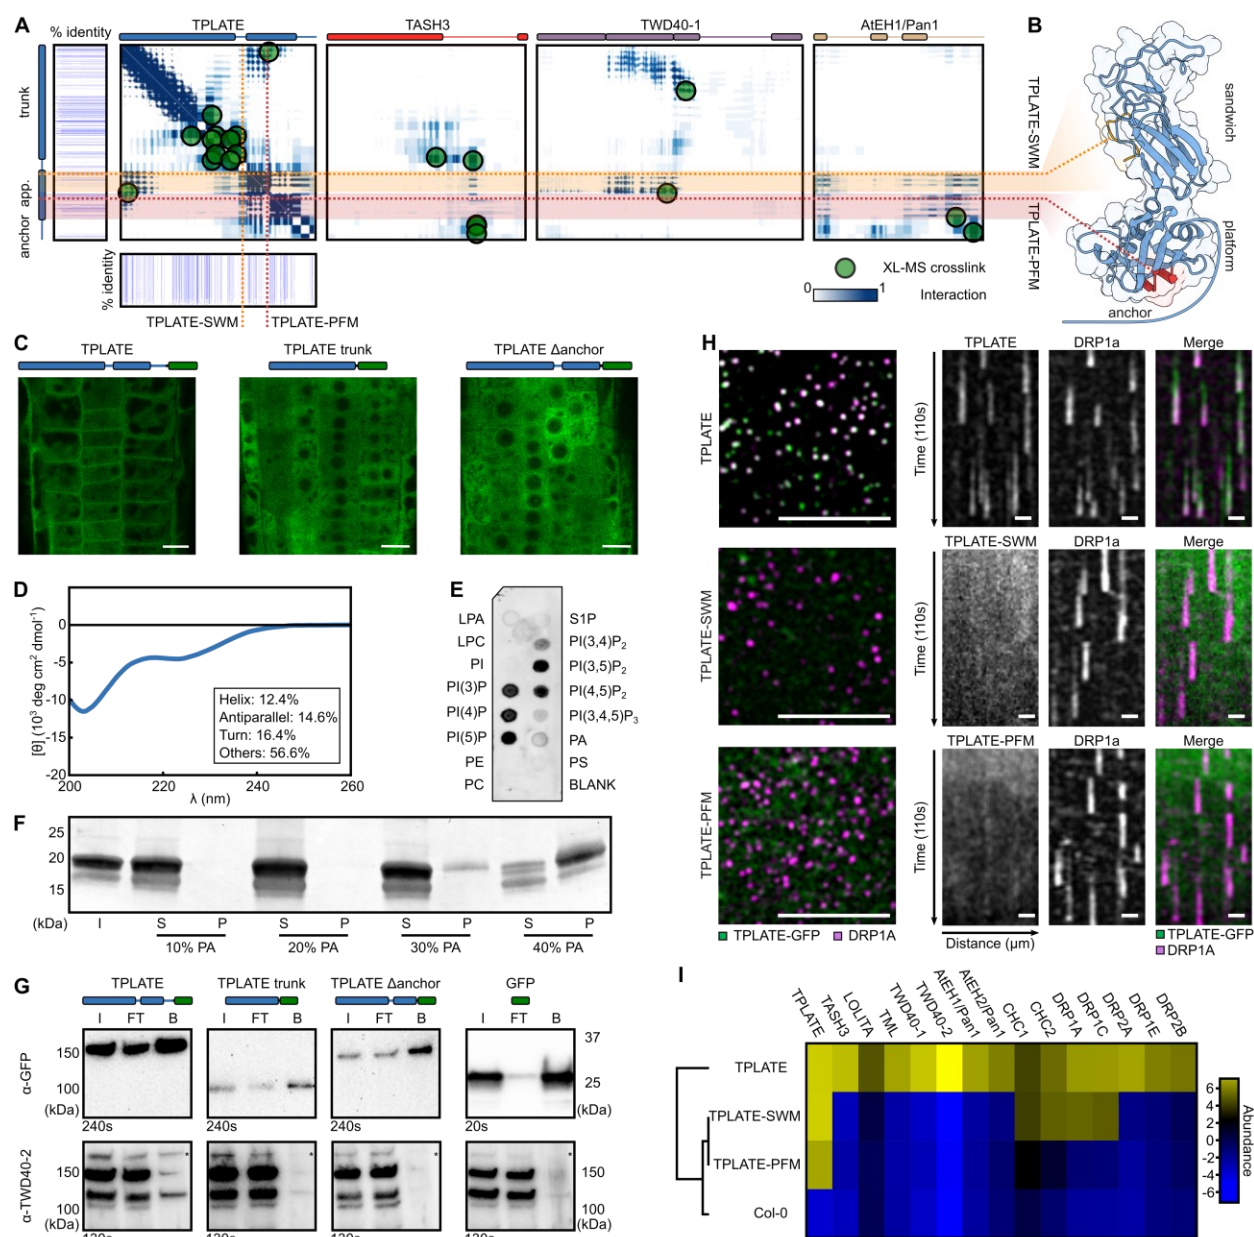 A
% identity
TPLATE
TASH3
TWD40-1
AtEH1/Pan1
trunk
app.
anchor
% identity
TPLATE-SWM
TPLATE-PFM
XL-MS crosslink
0
1
Interaction
B
TPLATE-SWM
TPLATE-PFM
sandwich
platform
anchor
C
TPLATE
TPLATE trunk
TPLATE Δanchor
D
[θ] (10³ deg cm² dmol⁻¹)
0
-5
-10
-15
-20
200
220
240
260
λ (nm)
Helix: 12.4%
Antiparallel: 14.6%
Turn: 16.4%
Others: 56.6%
E
LPA
LPC
PI
PI(3)P
PI(4)P
PI(5)P
PE
PC
S1P
PI(3,4)P₂
PI(3,5)P₂
PI(4,5)P₂
PI(3,4,5)P₃
PA
PS
BLANK
F
25
20
15
(kDa)
I S P S P S P S P
10% PA 20% PA 30% PA 40% PA
G
TPLATE
TPLATE trunk
TPLATE Δanchor
GFP
I FT B I FT B I FT B I FT B
α-GFP
150
100
(kDa)
37
25
(kDa)
240s 240s 240s 20s
α-TWD40-2
150
100
(kDa)
* * * *
150
100
(kDa)
H
TPLATE
TPLATE DRP1a Merge
Time (110s)
TPLATE-SWM
TPLATE-SWM DRP1a Merge
Time (110s)
TPLATE-PFM
TPLATE-PFM DRP1a Merge
Time (110s)
TPLATE-GFP DRP1A
Distance (µm)
TPLATE-GFP
DRP1A
I
TPLATE
TASH3
LOLITA
TML
TWD40-1
TWD40-2
AtEH1/Pan1
AtEH2/Pan1
CHC1
CHC2
DRP1A
DRP1C
DRP2A
DRP1E
DRP2B
TPLATE
TPLATE-SWM
TPLATE-PFM
Col-0
6
4
2
0
-2
-4
-6
Abundance